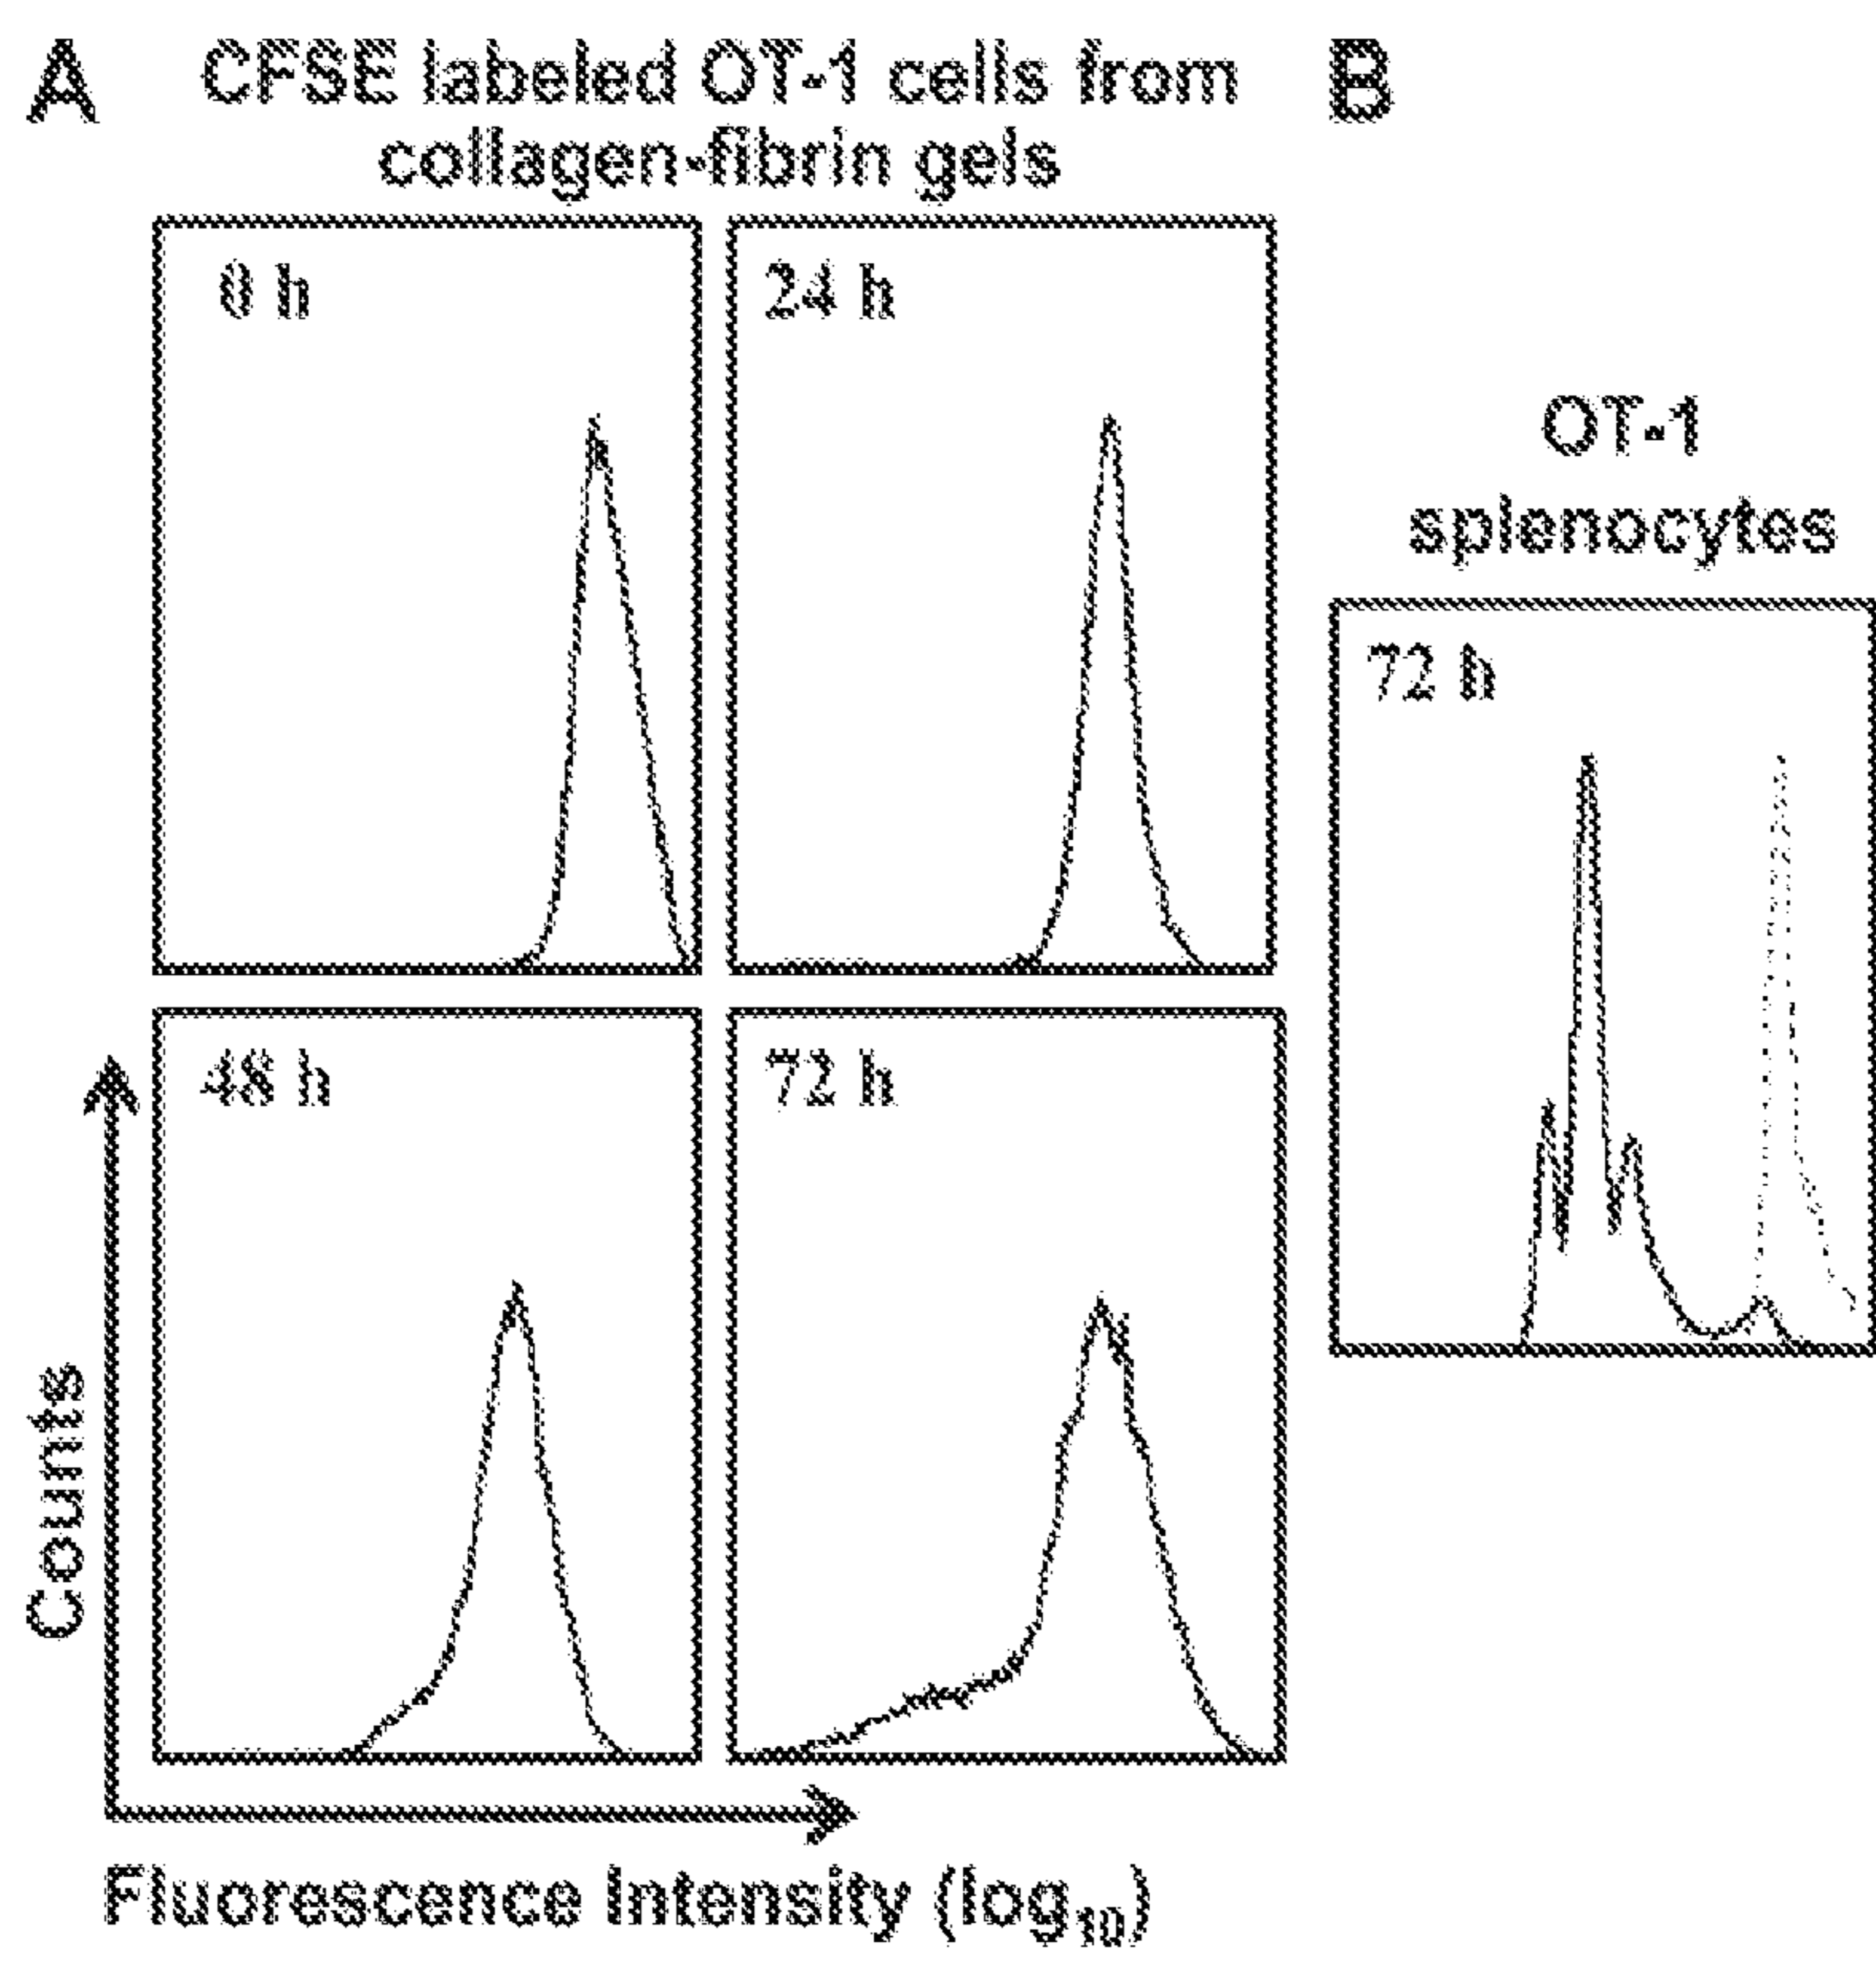 A
CFSE labeled OT-1 cells from
collagen-fibrin gels
0 h
24 h
48 h
72 h
Counts
Fluorescence Intensity (log10)
B
OT-1
splenocytes
72 h